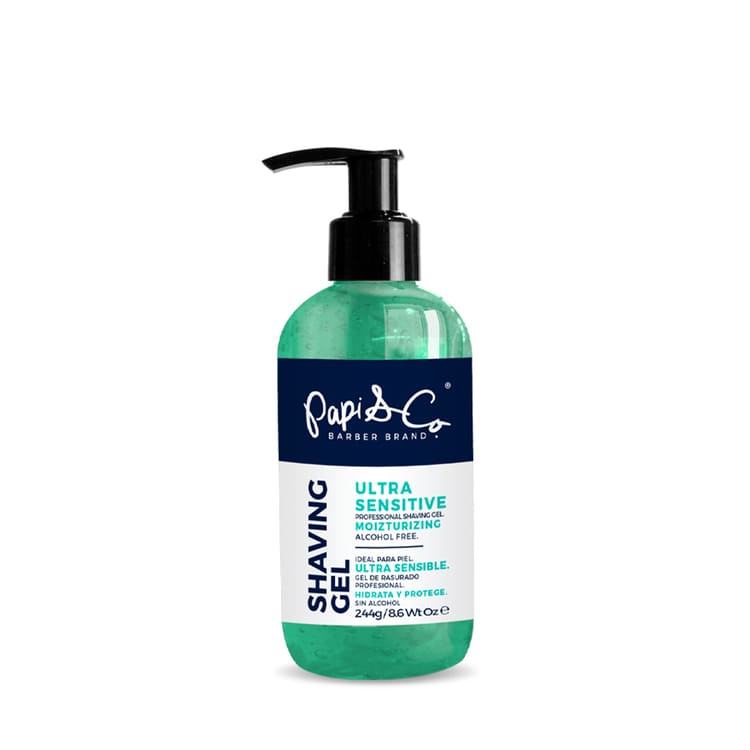 Papi & Co ®
BARBER BRAND
SHAVING
GEL
ULTRA
SENSITIVE
PROFESSIONAL SHAVING GEL.
MOIZTURIZING
ALCOHOL FREE.
IDEAL PARA PIEL.
ULTRA SENSIBLE.
GEL DE RASURADO
PROFESIONAL.
HIDRATA Y PROTEGE.
SIN ALCOHOL
244g/8.6 Wt Oz ℮